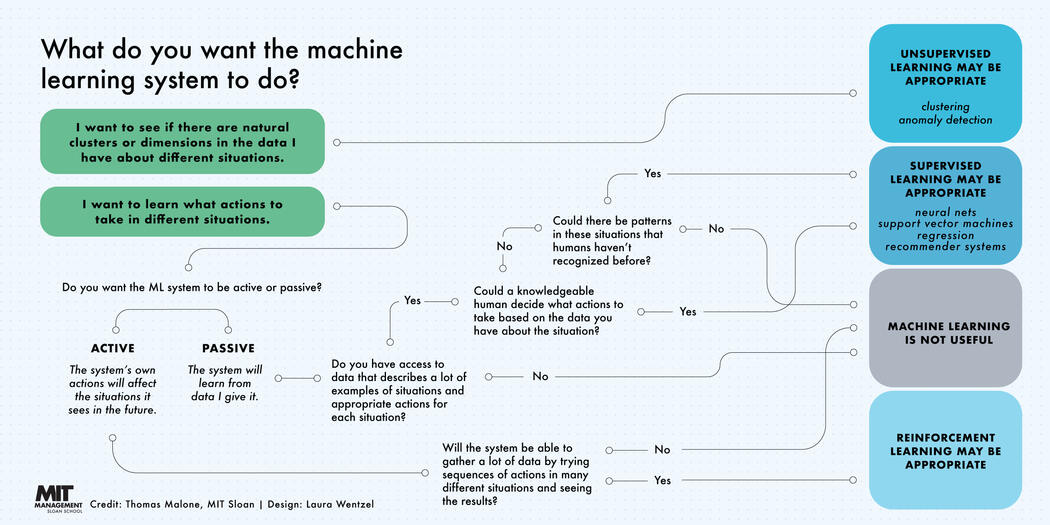 What do you want the machine
learning system to do?
I want to see if there are natural
clusters or dimensions in the data I
have about different situations.
I want to learn what actions to
take in different situations.
Do you want the ML system to be active or passive?
ACTIVE
The system's own
actions will affect
the situations it
sees in the future.
PASSIVE
The system will
learn from
data I give it.
Do you have access to
data that describes a lot of
examples of situations and
appropriate actions for
each situation?
Yes
No
Could a knowledgeable
human decide what actions to
take based on the data you
have about the situation?
No
Yes
Could there be patterns
in these situations that
humans haven't
recognized before?
Yes
No
Will the system be able to
gather a lot of data by trying
sequences of actions in many
different situations and seeing
the results?
No
Yes
UNSUPERVISED
LEARNING MAY BE
APPROPRIATE
clustering
anomaly detection
SUPERVISED
LEARNING MAY BE
APPROPRIATE
neural nets
support vector machines
regression
recommender systems
MACHINE LEARNING
IS NOT USEFUL
REINFORCEMENT
LEARNING MAY BE
APPROPRIATE
MIT
MANAGEMENT
SLOAN SCHOOL
Credit: Thomas Malone, MIT Sloan | Design: Laura Wentzel